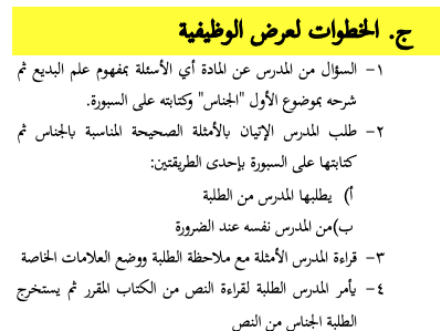 ج. الخطوات لعرض الوظيفية
١- السؤال من المدرس عن المادة أي الأسئلة بمفهوم علم البديع ثم
شرحه بموضوع الأول "الجناس" وكتابته على السبورة.
٢- طلب المدرس الإتيان بالأمثلة الصحيحة المناسبة بالجناس ثم
كتابتها على السبورة بإحدى الطريقتين:
أ) يطلبها المدرس من الطلبة
ب)من المدرس نفسه عند الضرورة
٣- قراءة المدرس الأمثلة مع ملاحظة الطلبة ووضع العلامات الخاصة
٤- يأمر المدرس الطلبة لقراءة النص من الكتاب المقرر ثم يستخرج
الطلبة الجناس من النص